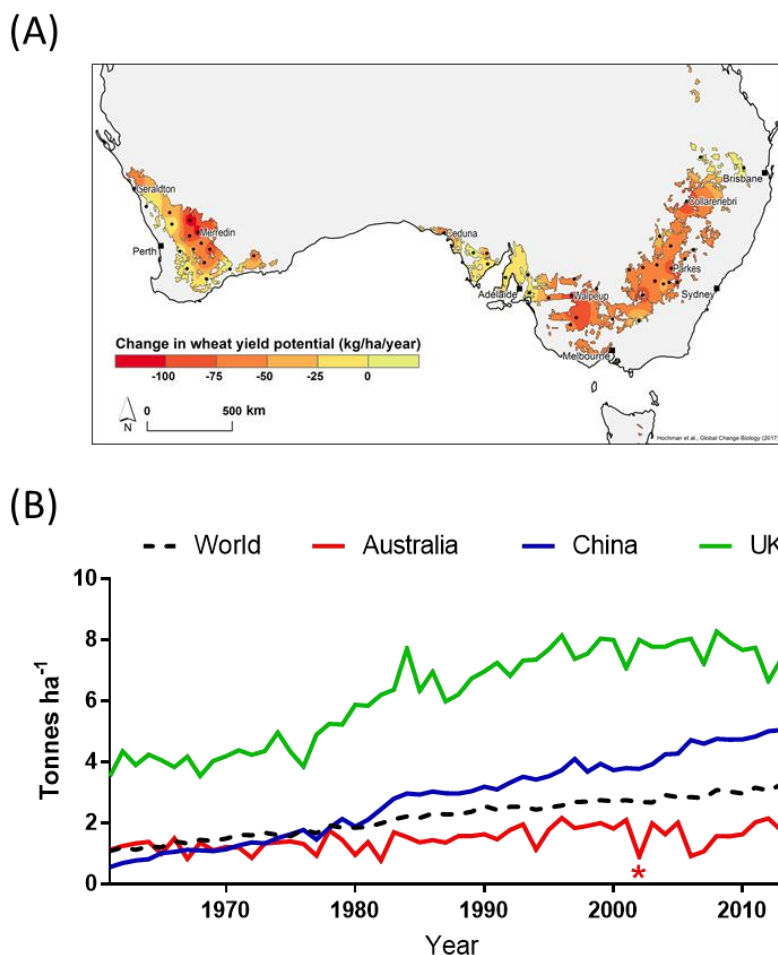 (A)
Geraldton
Merredin
Perth
Ceduna
Adelaide
Walpeup
Melbourne
Brisbane
Collarenebri
Parkes
Sydney
Change in wheat yield potential (kg/ha/year)
-100 -75 -50 -25 0
N 0 500 km
Hochman et al., Global Change Biology (2017)
(B)
World Australia China UK
10
8
6
4
2
0
Tonnes ha⁻¹
*
1970 1980 1990 2000 2010
Year